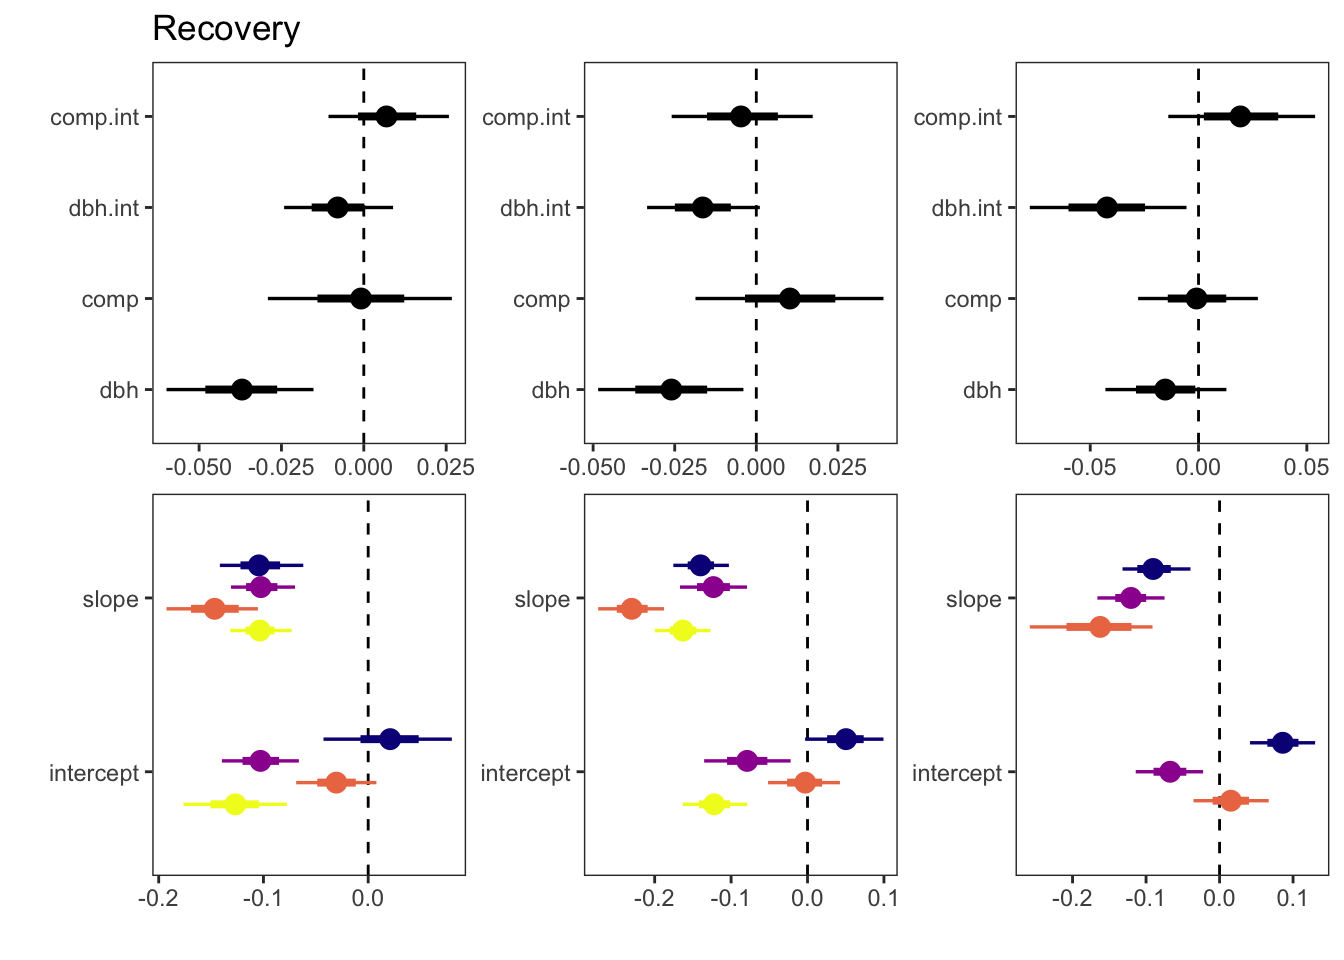 Recovery
comp.int
dbh.int
comp
dbh
-0.050 -0.025 0.000 0.025
comp.int
dbh.int
comp
dbh
-0.050 -0.025 0.000 0.025
comp.int
dbh.int
comp
dbh
-0.05 0.00 0.05
slope
intercept
-0.2 -0.1 0.0
slope
intercept
-0.2 -0.1 0.0 0.1
slope
intercept
-0.2 -0.1 0.0 0.1